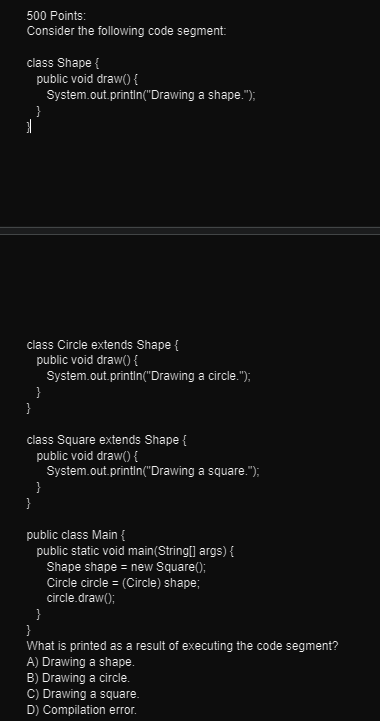 500 Points:
Consider the following code segment:
class Shape {
public void draw() {
System.out.println("Drawing a shape.");
}
}
class Circle extends Shape {
public void draw() {
System.out.println("Drawing a circle.");
}
}
class Square extends Shape {
public void draw() {
System.out.println("Drawing a square.");
}
}
public class Main {
public static void main(String[] args) {
Shape shape = new Square();
Circle circle = (Circle) shape;
circle.draw();
}
}
What is printed as a result of executing the code segment?
A) Drawing a shape.
B) Drawing a circle.
C) Drawing a square.
D) Compilation error.